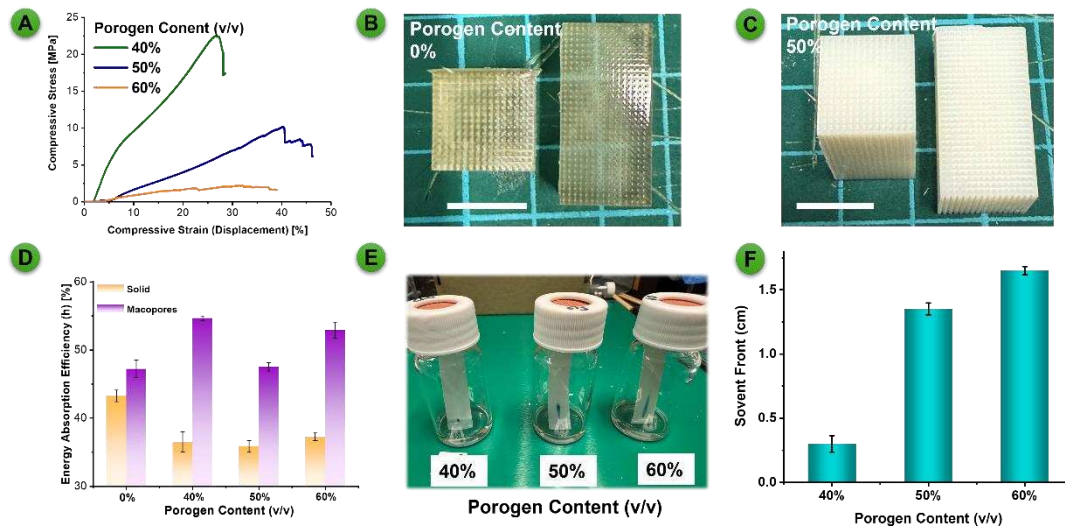 A
Porogen Conent (v/v)
40%
50%
60%
Compressive Stress [MPa]
25
20
15
10
5
0
0 10 20 30 40 50
Compressive Strain (Displacement) [%]
B
Porogen Content
0%
C
Porogen Content
50%
D
Solid
Macopores
Energy Absorption Efficiency (h) [%]
60
50
40
30
0% 40% 50% 60%
Porogen Content (v/v)
E
40% 50% 60%
Porogen Content (v/v)
F
Sovent Front (cm)
1.5
1.0
0.5
0.0
40% 50% 60%
Porogen Content (v/v)